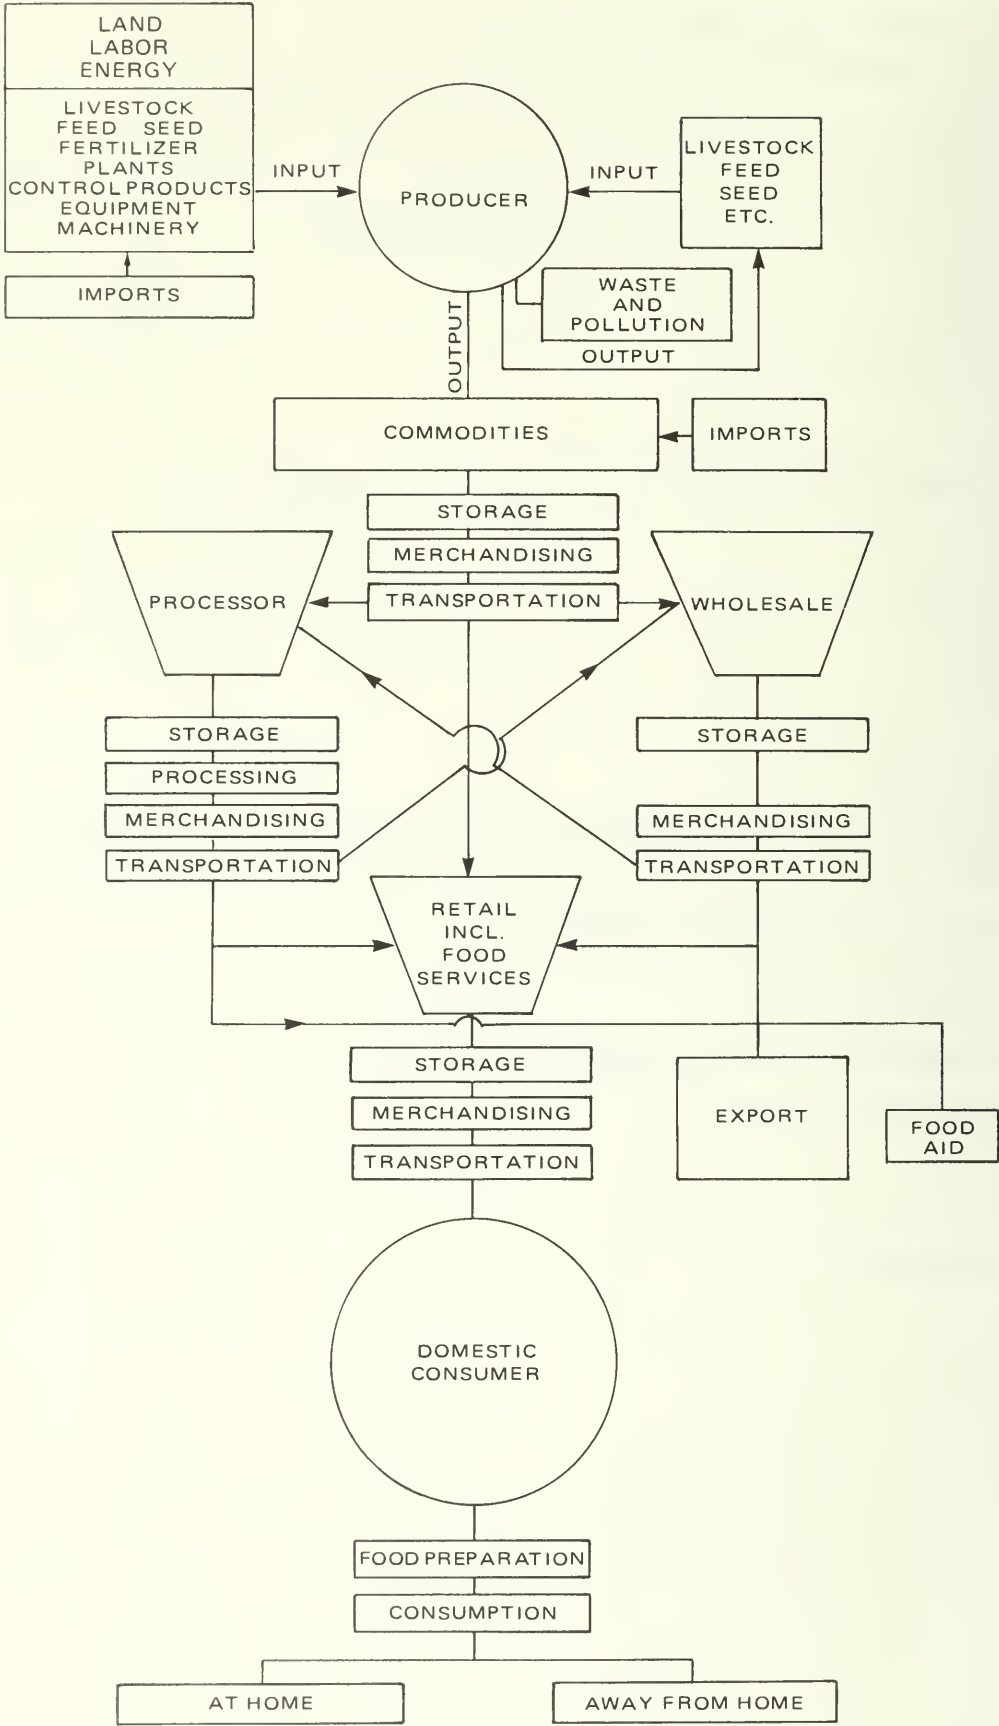 LAND
LABOR
ENERGY
LIVESTOCK
FEED SEED
FERTILIZER
PLANTS
CONTROL PRODUCTS
EQUIPMENT
MACHINERY
IMPORTS
INPUT
PRODUCER
INPUT
LIVESTOCK
FEED
SEED
ETC.
WASTE
AND
POLLUTION
OUTPUT
OUTPUT
COMMODITIES
IMPORTS
STORAGE
MERCHANDISING
TRANSPORTATION
PROCESSOR
WHOLESALE
STORAGE
PROCESSING
MERCHANDISING
TRANSPORTATION
STORAGE
MERCHANDISING
TRANSPORTATION
RETAIL
INCL.
FOOD
SERVICES
STORAGE
MERCHANDISING
TRANSPORTATION
EXPORT
FOOD
AID
DOMESTIC
CONSUMER
FOOD PREPARATION
CONSUMPTION
AT HOME
AWAY FROM HOME